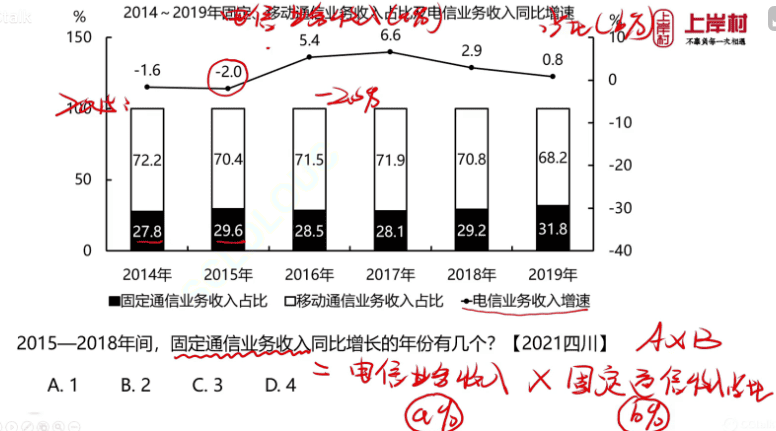 2014～2019年固定、移动通信业务收入占比及电信业务收入同比增速
上岸村
上岸村
不靠负每一次相遇
% %
150 10
-1.6 -2.0 5.4 6.6 2.9 0.8 0
100 -10
-2.0%
72.2 70.4 71.5 71.9 70.8 68.2
50 -20
-30
27.8 29.6 28.5 28.1 29.2 31.8
0 -40
2014年 2015年 2016年 2017年 2018年 2019年
■固定通信业务收入占比 □移动通信业务收入占比 电信业务收入增速
2015—2018年间，固定通信业务收入同比增长的年份有几个？【2021四川】 A×B
A. 1 B. 2 C. 3 D. 4
= 电信业务收入 × 固定通信收入占比
a% b%